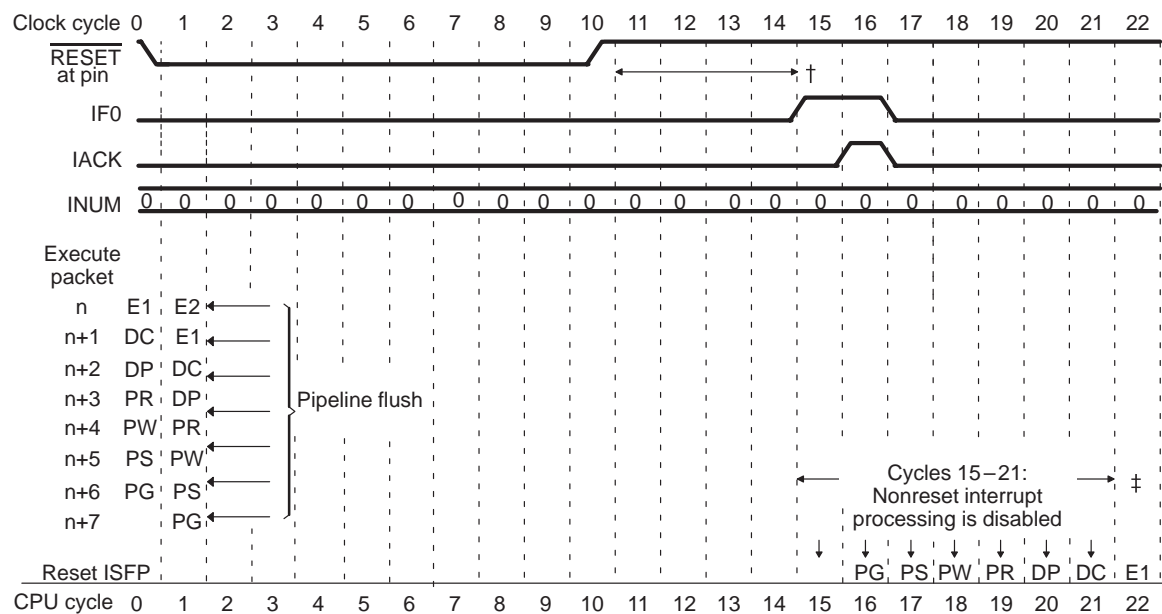 Clock cycle 0 1 2 3 4 5 6 7 8 9 10 11 12 13 14 15 16 17 18 19 20 21 22
RESET
at pin
†
IF0
IACK
INUM 0 0 0 0 0 0 0 0 0 0 0 0 0 0 0 0 0 0 0 0 0 0 0
Execute
packet
n E1 E2
n+1 DC E1
n+2 DP DC
n+3 PR DP
Pipeline flush
n+4 PW PR
n+5 PS PW
n+6 PG PS
n+7 PG
Cycles 15–21:
Nonreset interrupt
processing is disabled
‡
Reset ISFP PG PS PW PR DP DC E1
CPU cycle 0 1 2 3 4 5 6 7 8 9 10 11 12 13 14 15 16 17 18 19 20 21 22